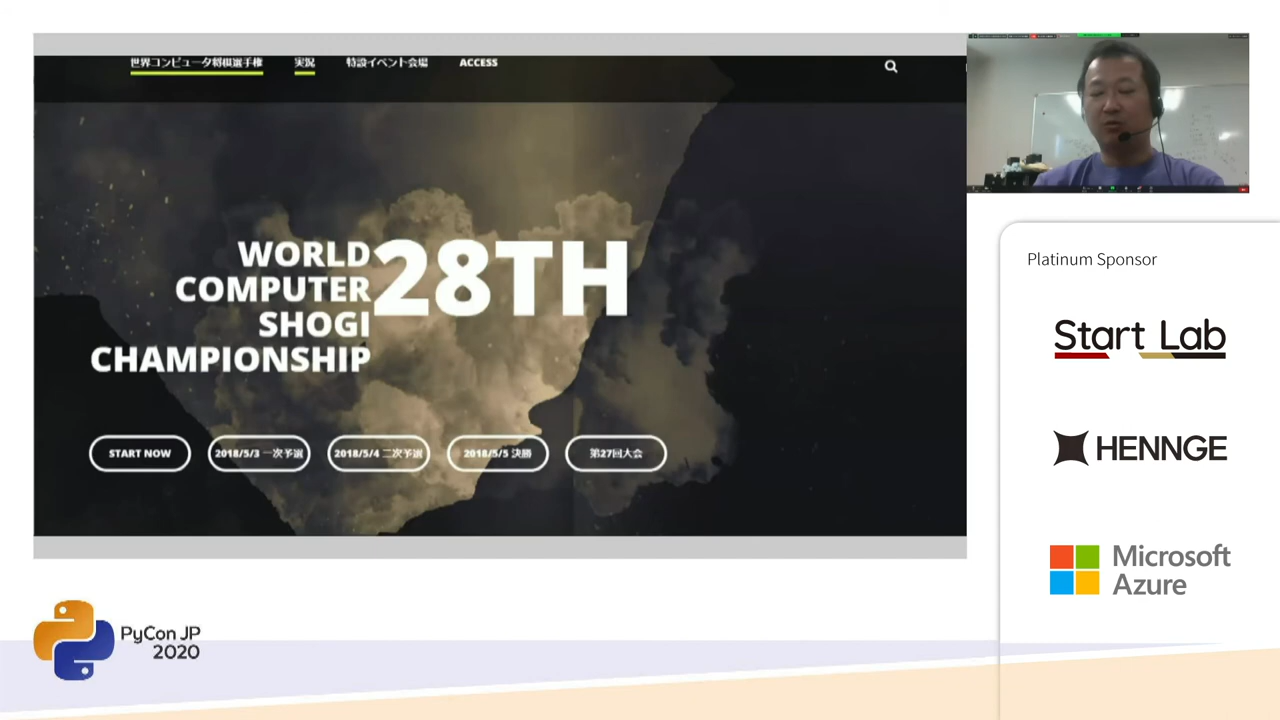 世界コンピュータ将棋選手権 実況 特設イベント会場 ACCESS
WORLD
COMPUTER
SHOGI
CHAMPIONSHIP
28TH
START NOW
2018/5/3 一次予選
2018/5/4 二次予選
2018/5/5 決勝
第27回大会
Platinum Sponsor
Start Lab
HENNGE
Microsoft
Azure
PyCon JP
2020